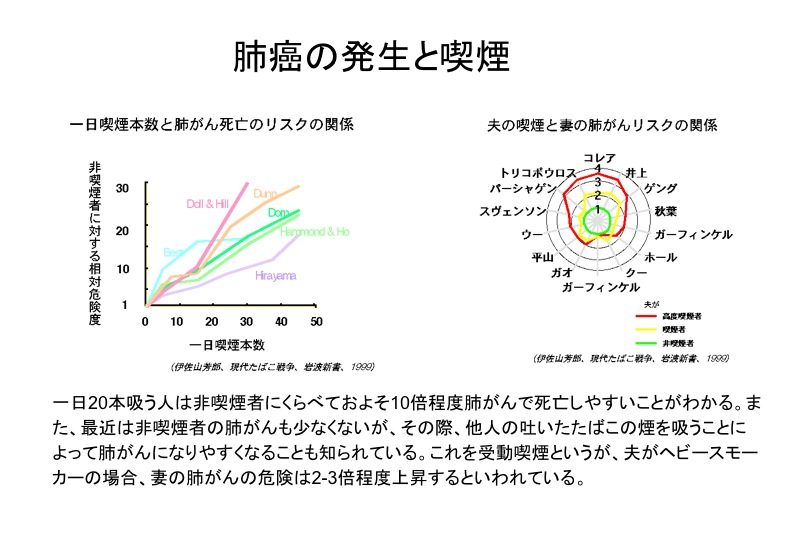 肺癌の発生と喫煙
一日喫煙本数と肺がん死亡のリスクの関係
非喫煙者に対する相対危険度
30
20
10
1
0 10 20 30 40 50
Doll & Hill
Dunn
Dorn
Hammond & Ho
Best
Hirayama
一日喫煙本数
(伊佐山芳郎、現代たばこ戦争、岩波新書、1999)
夫の喫煙と妻の肺がんリスクの関係
コレア
トリコポウロス
井上
パーシャゲン
ゲング
スヴェンソン
秋葉
ウー
ガーフィンケル
平山
ホール
ガオ
クー
ガーフィンケル
4
3
2
1
夫が
高度喫煙者
喫煙者
非喫煙者
(伊佐山芳郎、現代たばこ戦争、岩波新書、1999)
一日20本吸う人は非喫煙者にくらべておよそ10倍程度肺がんで死亡しやすいことがわかる。ま
た、最近は非喫煙者の肺がんも少なくないが、その際、他人の吐いたたばこの煙を吸うことに
よって肺がんになりやすくなることも知られている。これを受動喫煙というが、夫がヘビースモー
カーの場合、妻の肺がんの危険は2-3倍程度上昇するといわれている。